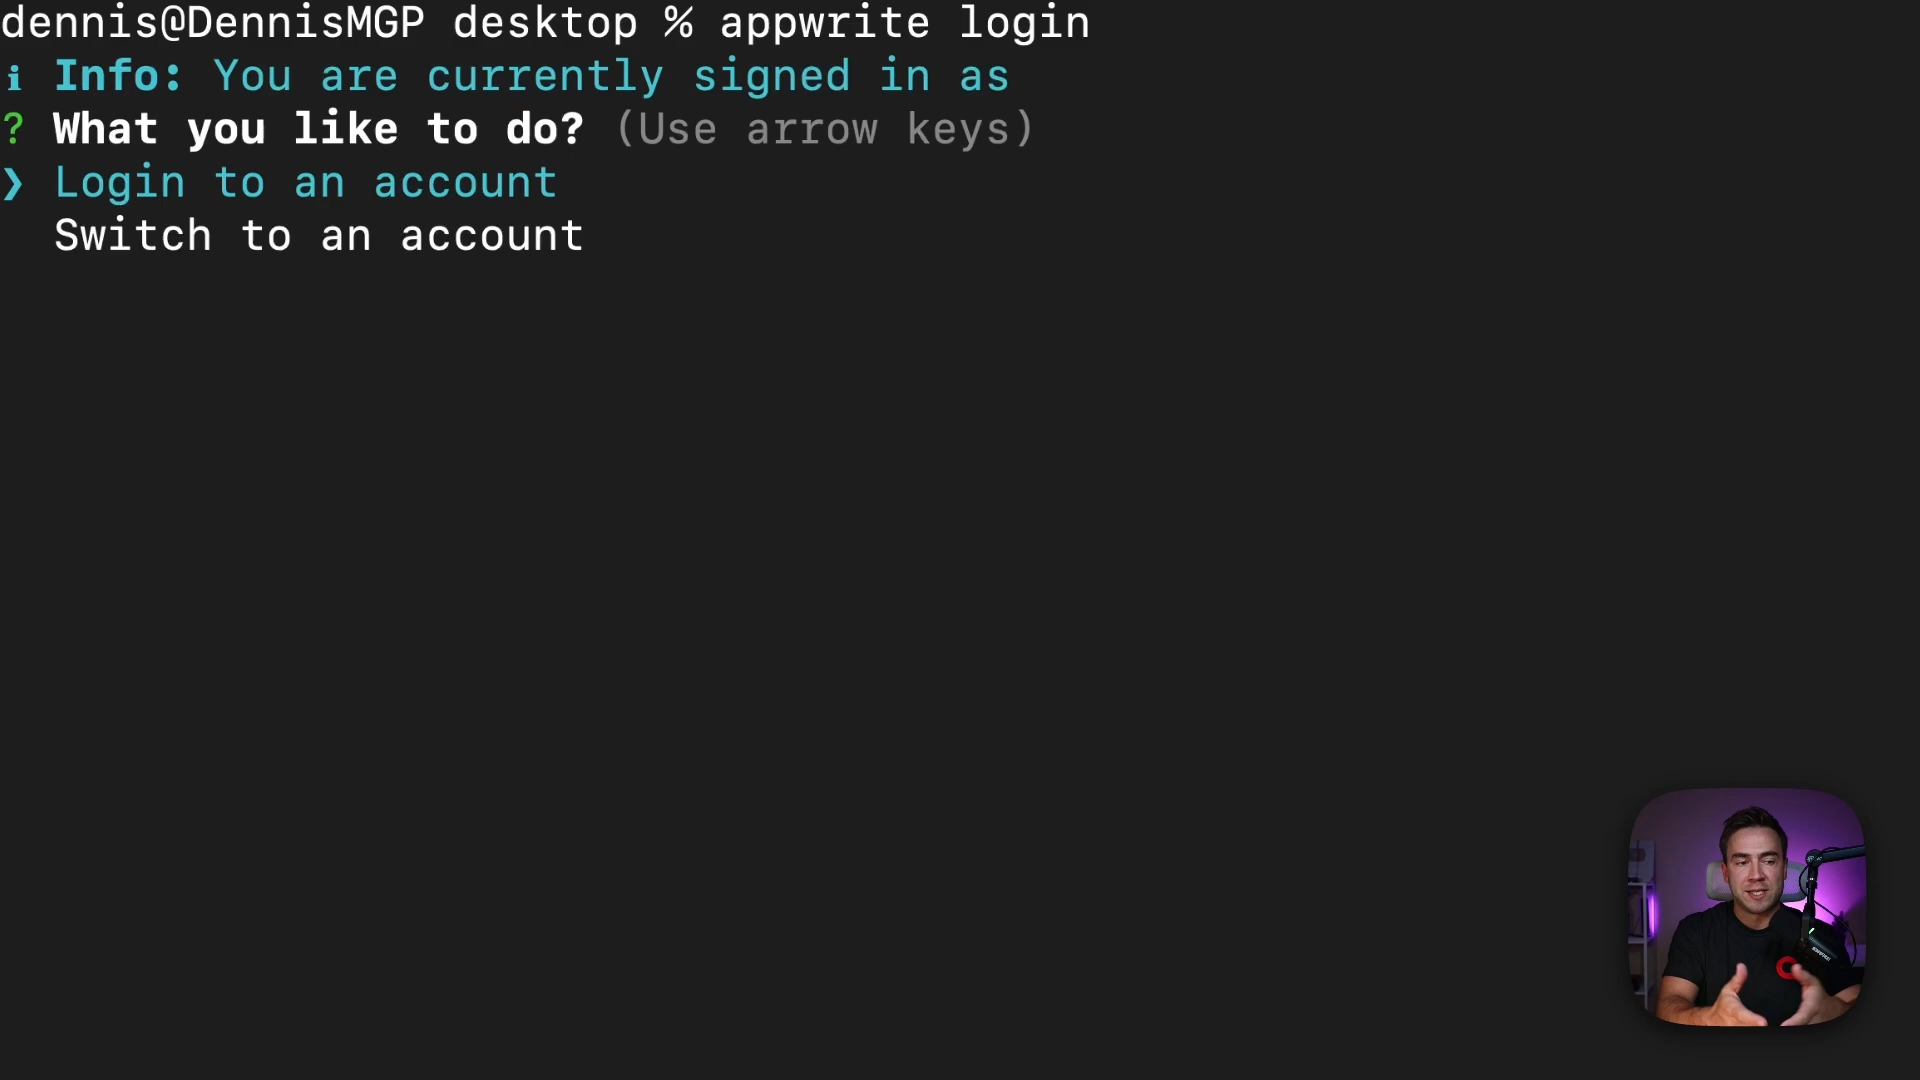 dennis@DennisMGP desktop % appwrite login
ℹ Info: You are currently signed in as
? What you like to do? (Use arrow keys)
❯ Login to an account
Switch to an account